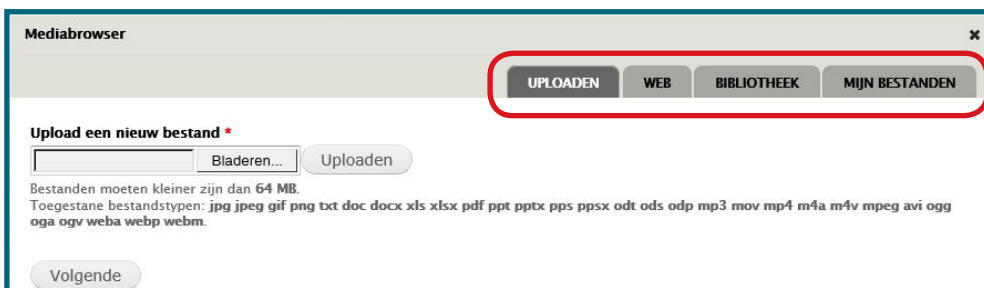 Mediabrowser ×
UPLOADEN WEB BIBLIOTHEEK MIJN BESTANDEN
Upload een nieuw bestand *
Bladeren... Uploaden
Bestanden moeten kleiner zijn dan 64 MB.
Toegestane bestandstypen: jpg jpeg gif png txt doc docx xls xlsx pdf ppt pptx pps ppsx odt ods odp mp3 mov mp4 m4a m4v mpeg avi ogg
oga ogv weba webp webm.
Volgende